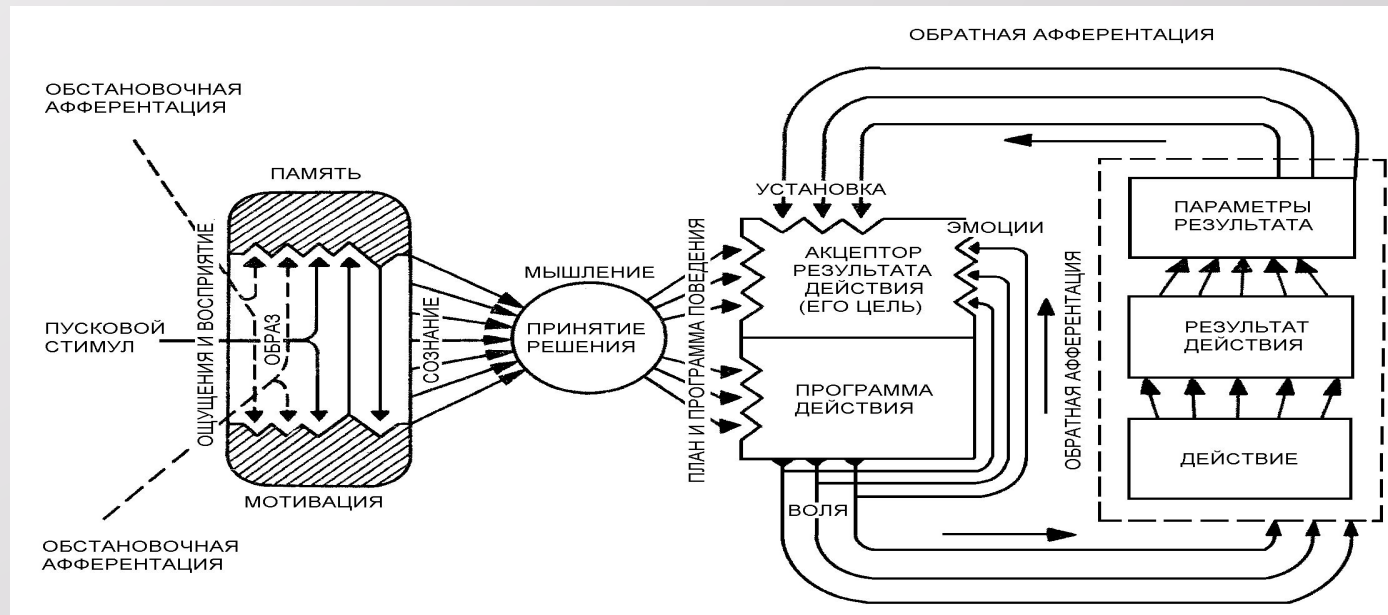 ОБРАТНАЯ АФФЕРЕНТАЦИЯ
ОБСТАНОВОЧНАЯ
АФФЕРЕНТАЦИЯ
ПАМЯТЬ
ОЩУЩЕНИЯ И ВОСПРИЯТИЕ
ПУСКОВОЙ
СТИМУЛ
ОБРАЗ
СОЗНАНИЕ
МОТИВАЦИЯ
ОБСТАНОВОЧНАЯ
АФФЕРЕНТАЦИЯ
МЫШЛЕНИЕ
ПРИНЯТИЕ
РЕШЕНИЯ
ПЛАН И ПРОГРАММА ПОВЕДЕНИЯ
УСТАНОВКА
ЭМОЦИИ
АКЦЕПТОР
РЕЗУЛЬТАТА
ДЕЙСТВИЯ
(ЕГО ЦЕЛЬ)
ПРОГРАММА
ДЕЙСТВИЯ
ВОЛЯ
ОБРАТНАЯ АФФЕРЕНТАЦИЯ
ПАРАМЕТРЫ
РЕЗУЛЬТАТА
РЕЗУЛЬТАТ
ДЕЙСТВИЯ
ДЕЙСТВИЕ